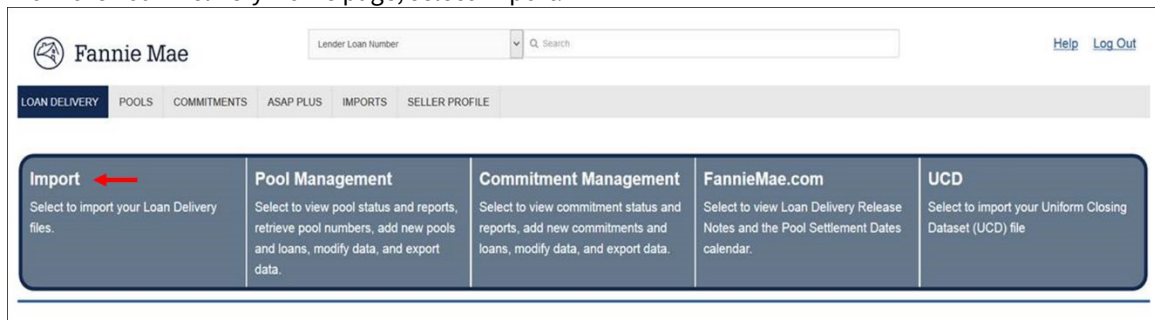 Fannie Mae
Lender Loan Number
Search
Help Log Out
LOAN DELIVERY POOLS COMMITMENTS ASAP PLUS IMPORTS SELLER PROFILE
Import
Select to import your Loan Delivery
files.
Pool Management
Select to view pool status and reports,
retrieve pool numbers, add new pools
and loans, modify data, and export
data.
Commitment Management
Select to view commitment status and
reports, add new commitments and
loans, modify data, and export data.
FannieMae.com
Select to view Loan Delivery Release
Notes and the Pool Settlement Dates
calendar.
UCD
Select to import your Uniform Closing
Dataset (UCD) file